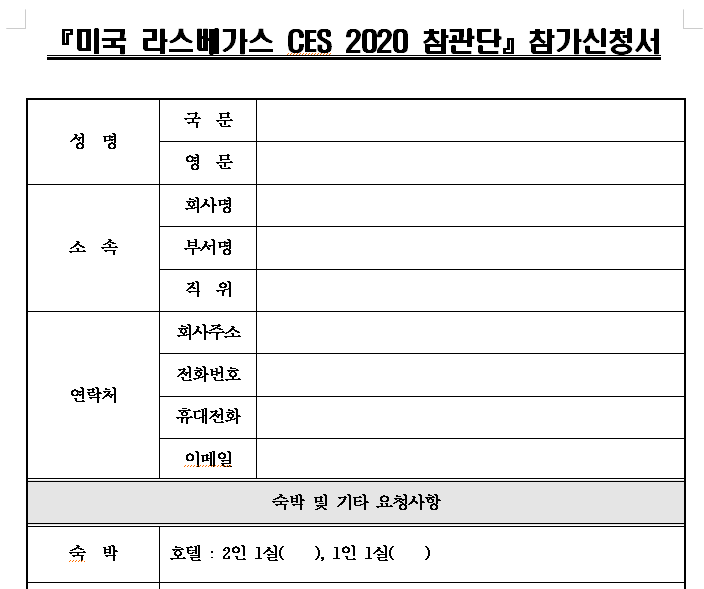 『미국 라스베가스 CES 2020 참관단』 참가신청서
성 명
국 문
영 문
소 속
회사명
부서명
직 위
연락처
회사주소
전화번호
휴대전화
이메일
숙박 및 기타 요청사항
숙 박
호텔 : 2인 1실( ), 1인 1실( )